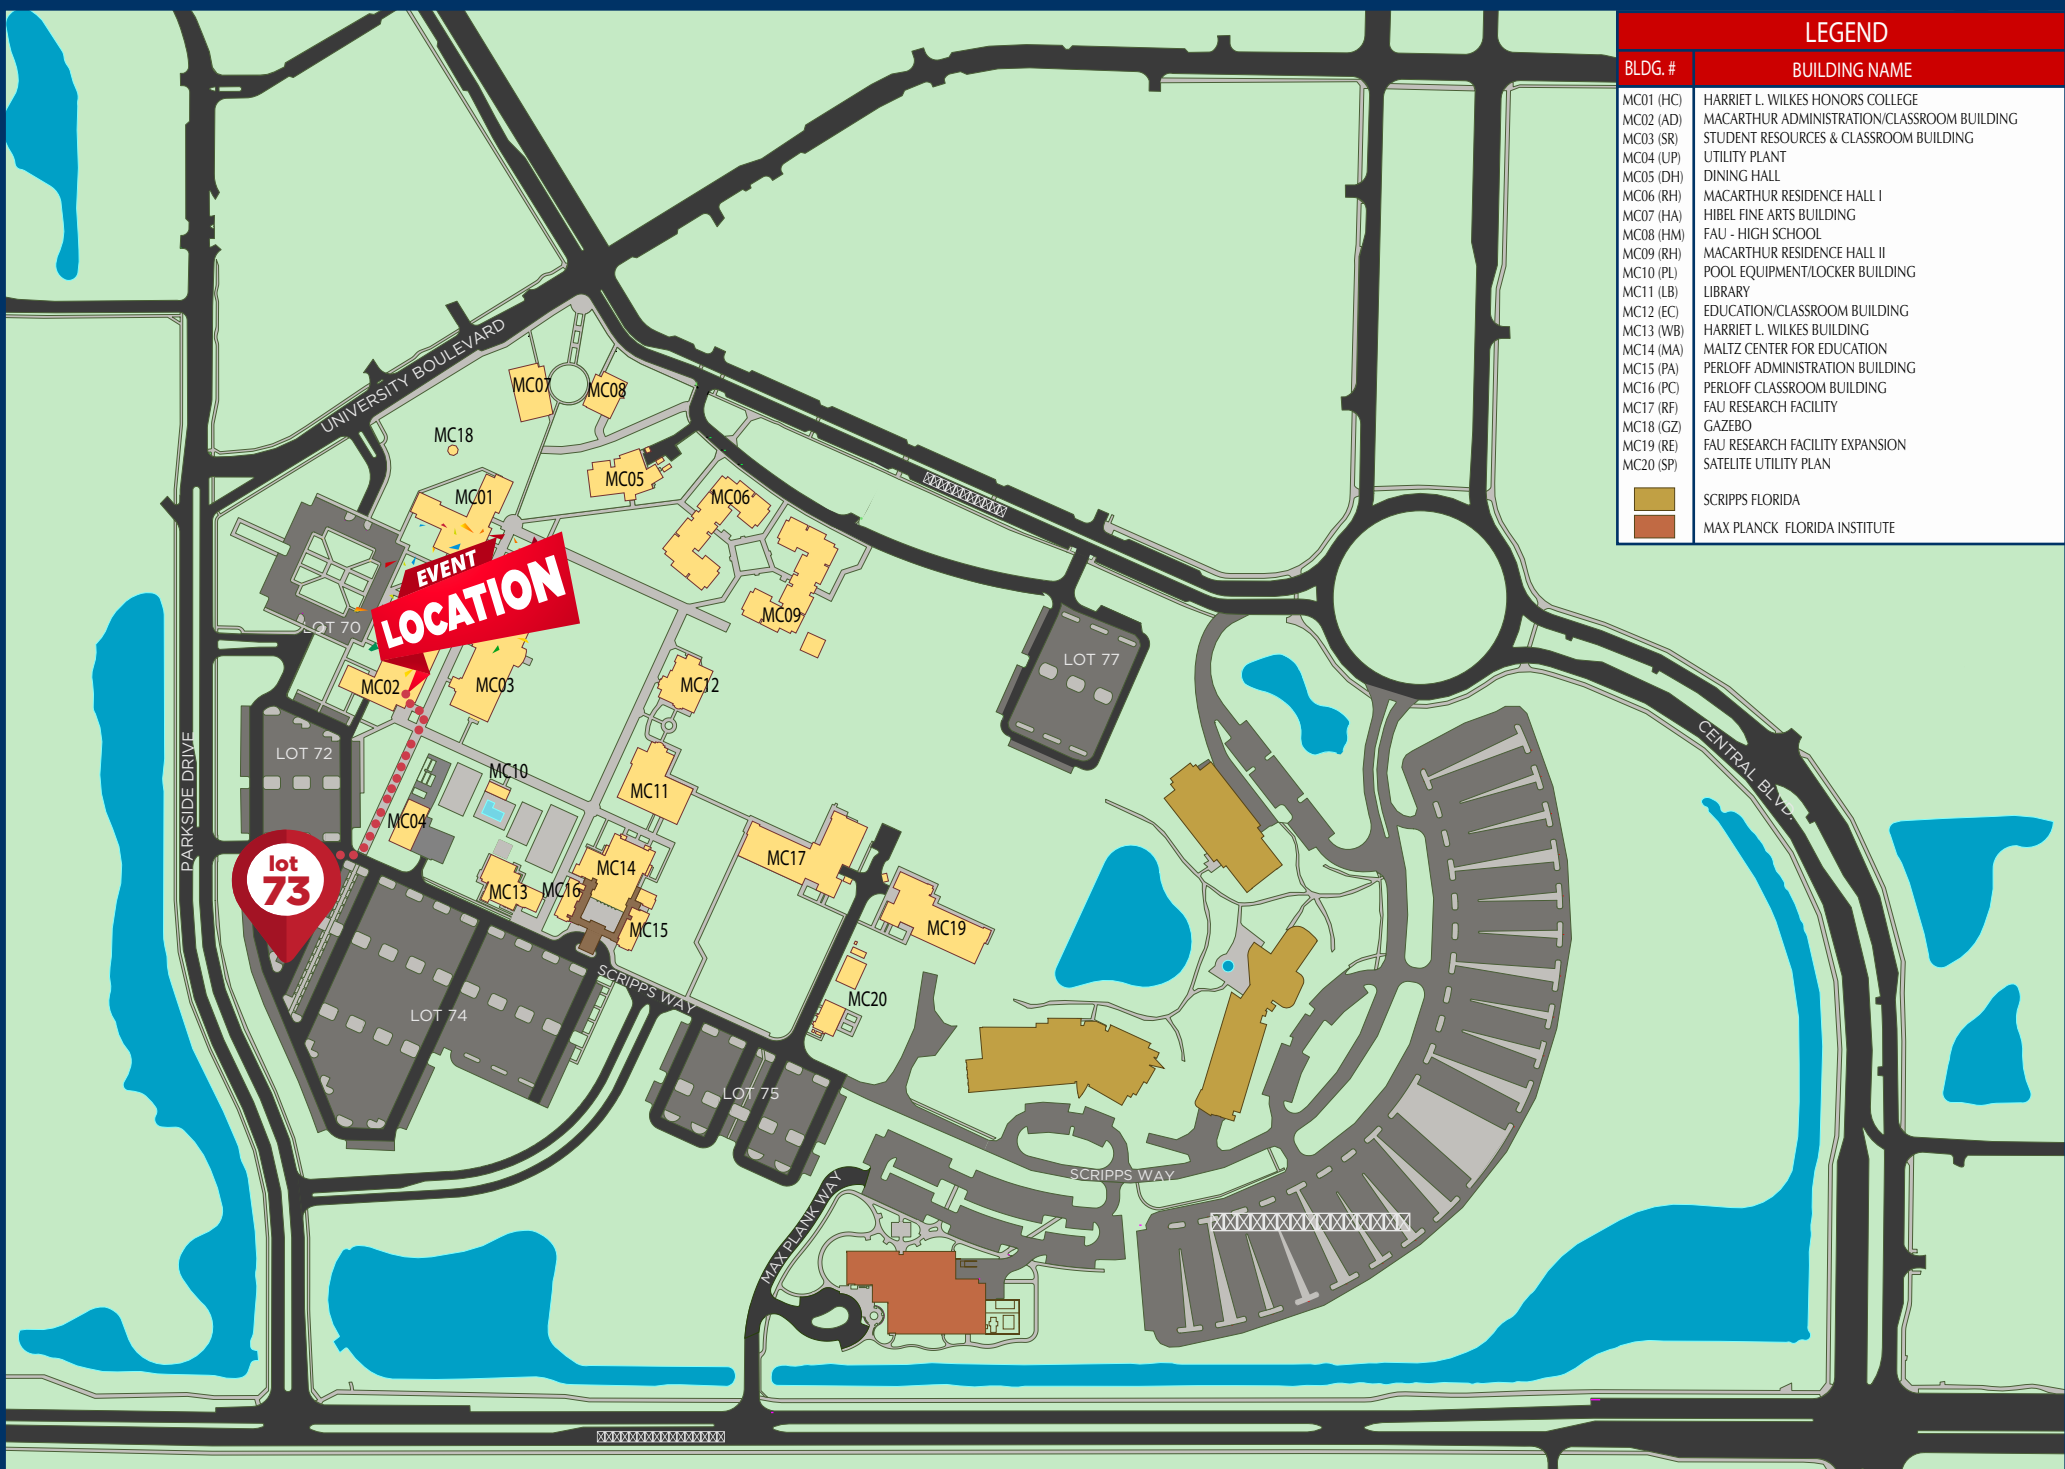 LEGEND
BLDG. # BUILDING NAME
MC01 (HC) HARRIET L. WILKES HONORS COLLEGE
MC02 (AD) MACARTHUR ADMINISTRATION/CLASSROOM BUILDING
MC03 (SR) STUDENT RESOURCES & CLASSROOM BUILDING
MC04 (UP) UTILITY PLANT
MC05 (DH) DINING HALL
MC06 (RH) MACARTHUR RESIDENCE HALL I
MC07 (HA) HIBEL FINE ARTS BUILDING
MC08 (HM) FAU - HIGH SCHOOL
MC09 (RH) MACARTHUR RESIDENCE HALL II
MC10 (PL) POOL EQUIPMENT/LOCKER BUILDING
MC11 (LB) LIBRARY
MC12 (EC) EDUCATION/CLASSROOM BUILDING
MC13 (WB) HARRIET L. WILKES BUILDING
MC14 (MA) MALTZ CENTER FOR EDUCATION
MC15 (PA) PERLOFF ADMINISTRATION BUILDING
MC16 (PC) PERLOFF CLASSROOM BUILDING
MC17 (RF) FAU RESEARCH FACILITY
MC18 (GZ) GAZEBO
MC19 (RE) FAU RESEARCH FACILITY EXPANSION
MC20 (SP) SATELITE UTILITY PLAN
SCRIPPS FLORIDA
MAX PLANCK FLORIDA INSTITUTE
UNIVERSITY BOULEVARD
MC07
MC08
MC18
MC05
MC01
MC06
EVENT
LOCATION
MC09
LOT 70
LOT 77
MC02
MC03
MC12
PARKSIDE DRIVE
CENTRAL BLVD.
LOT 72
MC10
MC11
MC04
lot
73
MC17
MC14
MC13
MC16
MC15
MC19
SCRIPPS WAY
MC20
LOT 74
LOT 75
SCRIPPS WAY
MAX PLANK WAY